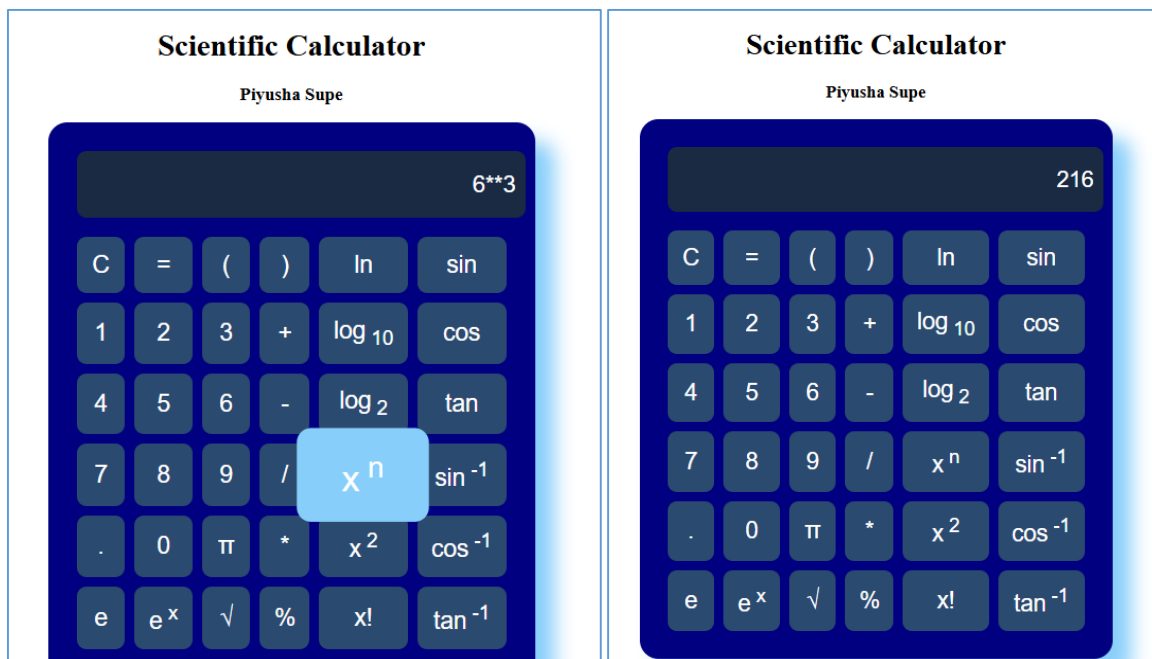 Scientific Calculator
Piyusha Supe
6**3
C = ( ) ln sin
1 2 3 + log 10 cos
4 5 6 - log 2 tan
7 8 9 / x n sin -1
. 0 π * x 2 cos -1
e e x √ % x! tan -1
Scientific Calculator
Piyusha Supe
216
C = ( ) ln sin
1 2 3 + log 10 cos
4 5 6 - log 2 tan
7 8 9 / x n sin -1
. 0 π * x 2 cos -1
e e x √ % x! tan -1